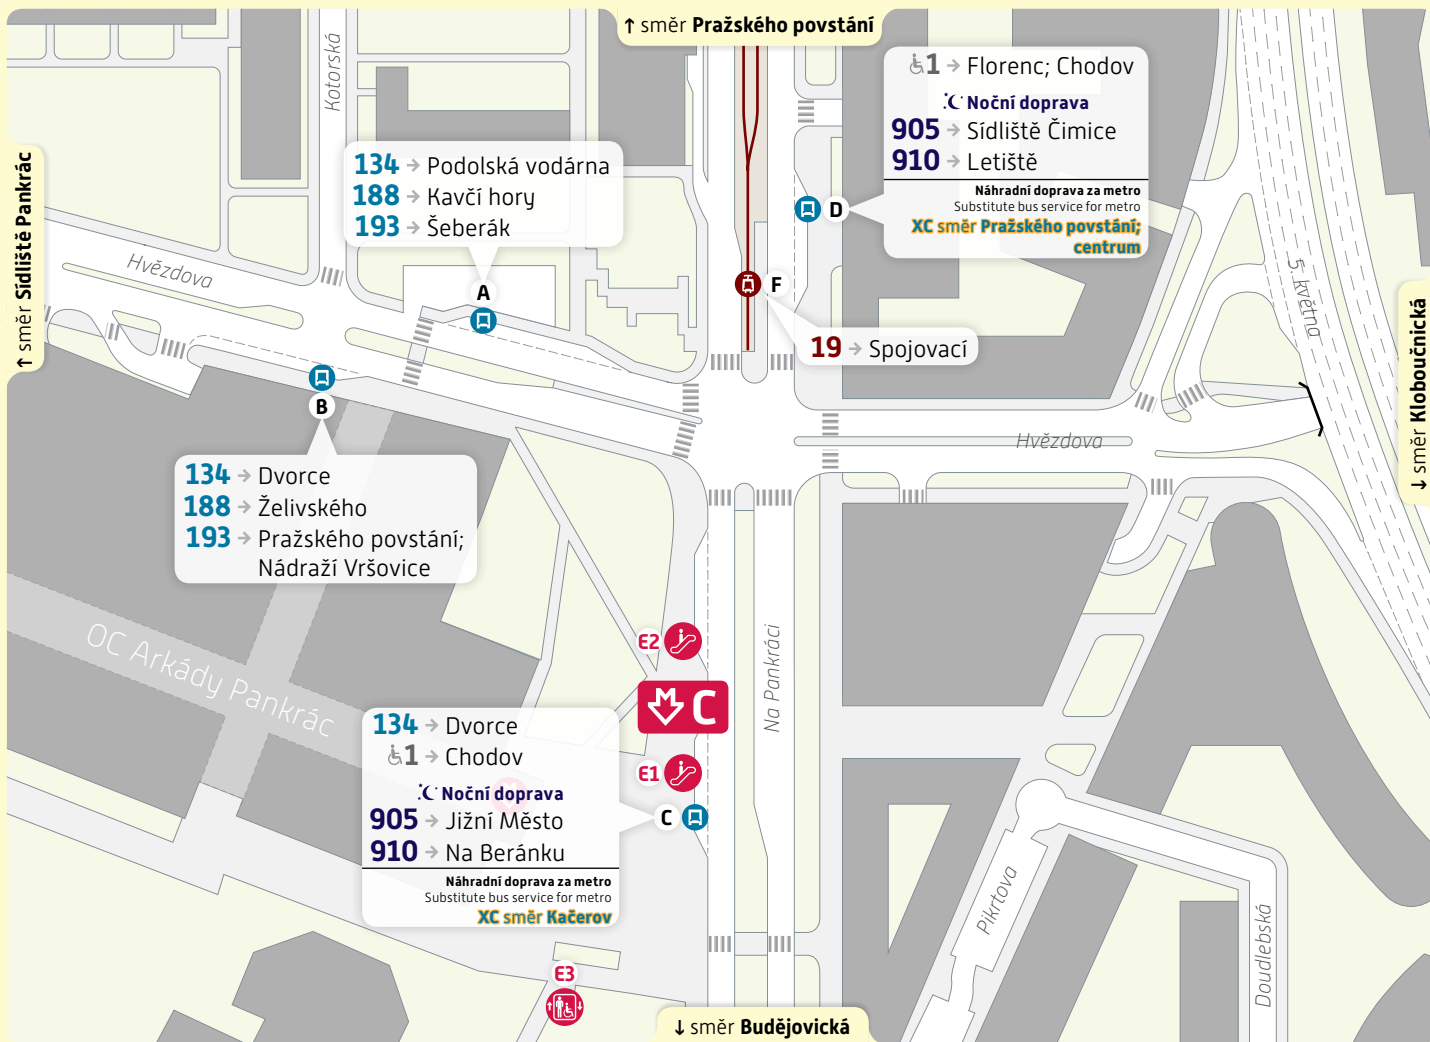 ↑ směr Pražského povstání
Kotorská
1 → Florenc; Chodov
Noční doprava
905 → Sídliště Čimice
910 → Letiště
Náhradní doprava za metro
Substitute bus service for metro
XC směr Pražského povstání;
centrum
D
↑ směr Sídliště Pankrác
134 → Podolská vodárna
188 → Kavčí hory
193 → Šeberák
Hvězdova
A
F
5. května
19 → Spojovací
↓ směr Kloboučnická
B
Hvězdova
134 → Dvorce
188 → Želivského
193 → Pražského povstání;
Nádraží Vršovice
OC Arkády Pankrác
E2
Na Pankráci
M C
E1
134 → Dvorce
1 → Chodov
Noční doprava
905 → Jižní Město
910 → Na Beránku
Náhradní doprava za metro
Substitute bus service for metro
XC směr Kačerov
C
Pikrtova
Doudlebská
E3
↓ směr Budějovická